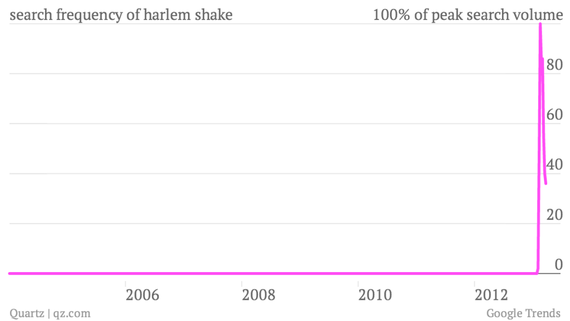 search frequency of harlem shake 100% of peak search volume
80
60
40
20
0
2006 2008 2010 2012
Quartz | qz.com Google Trends